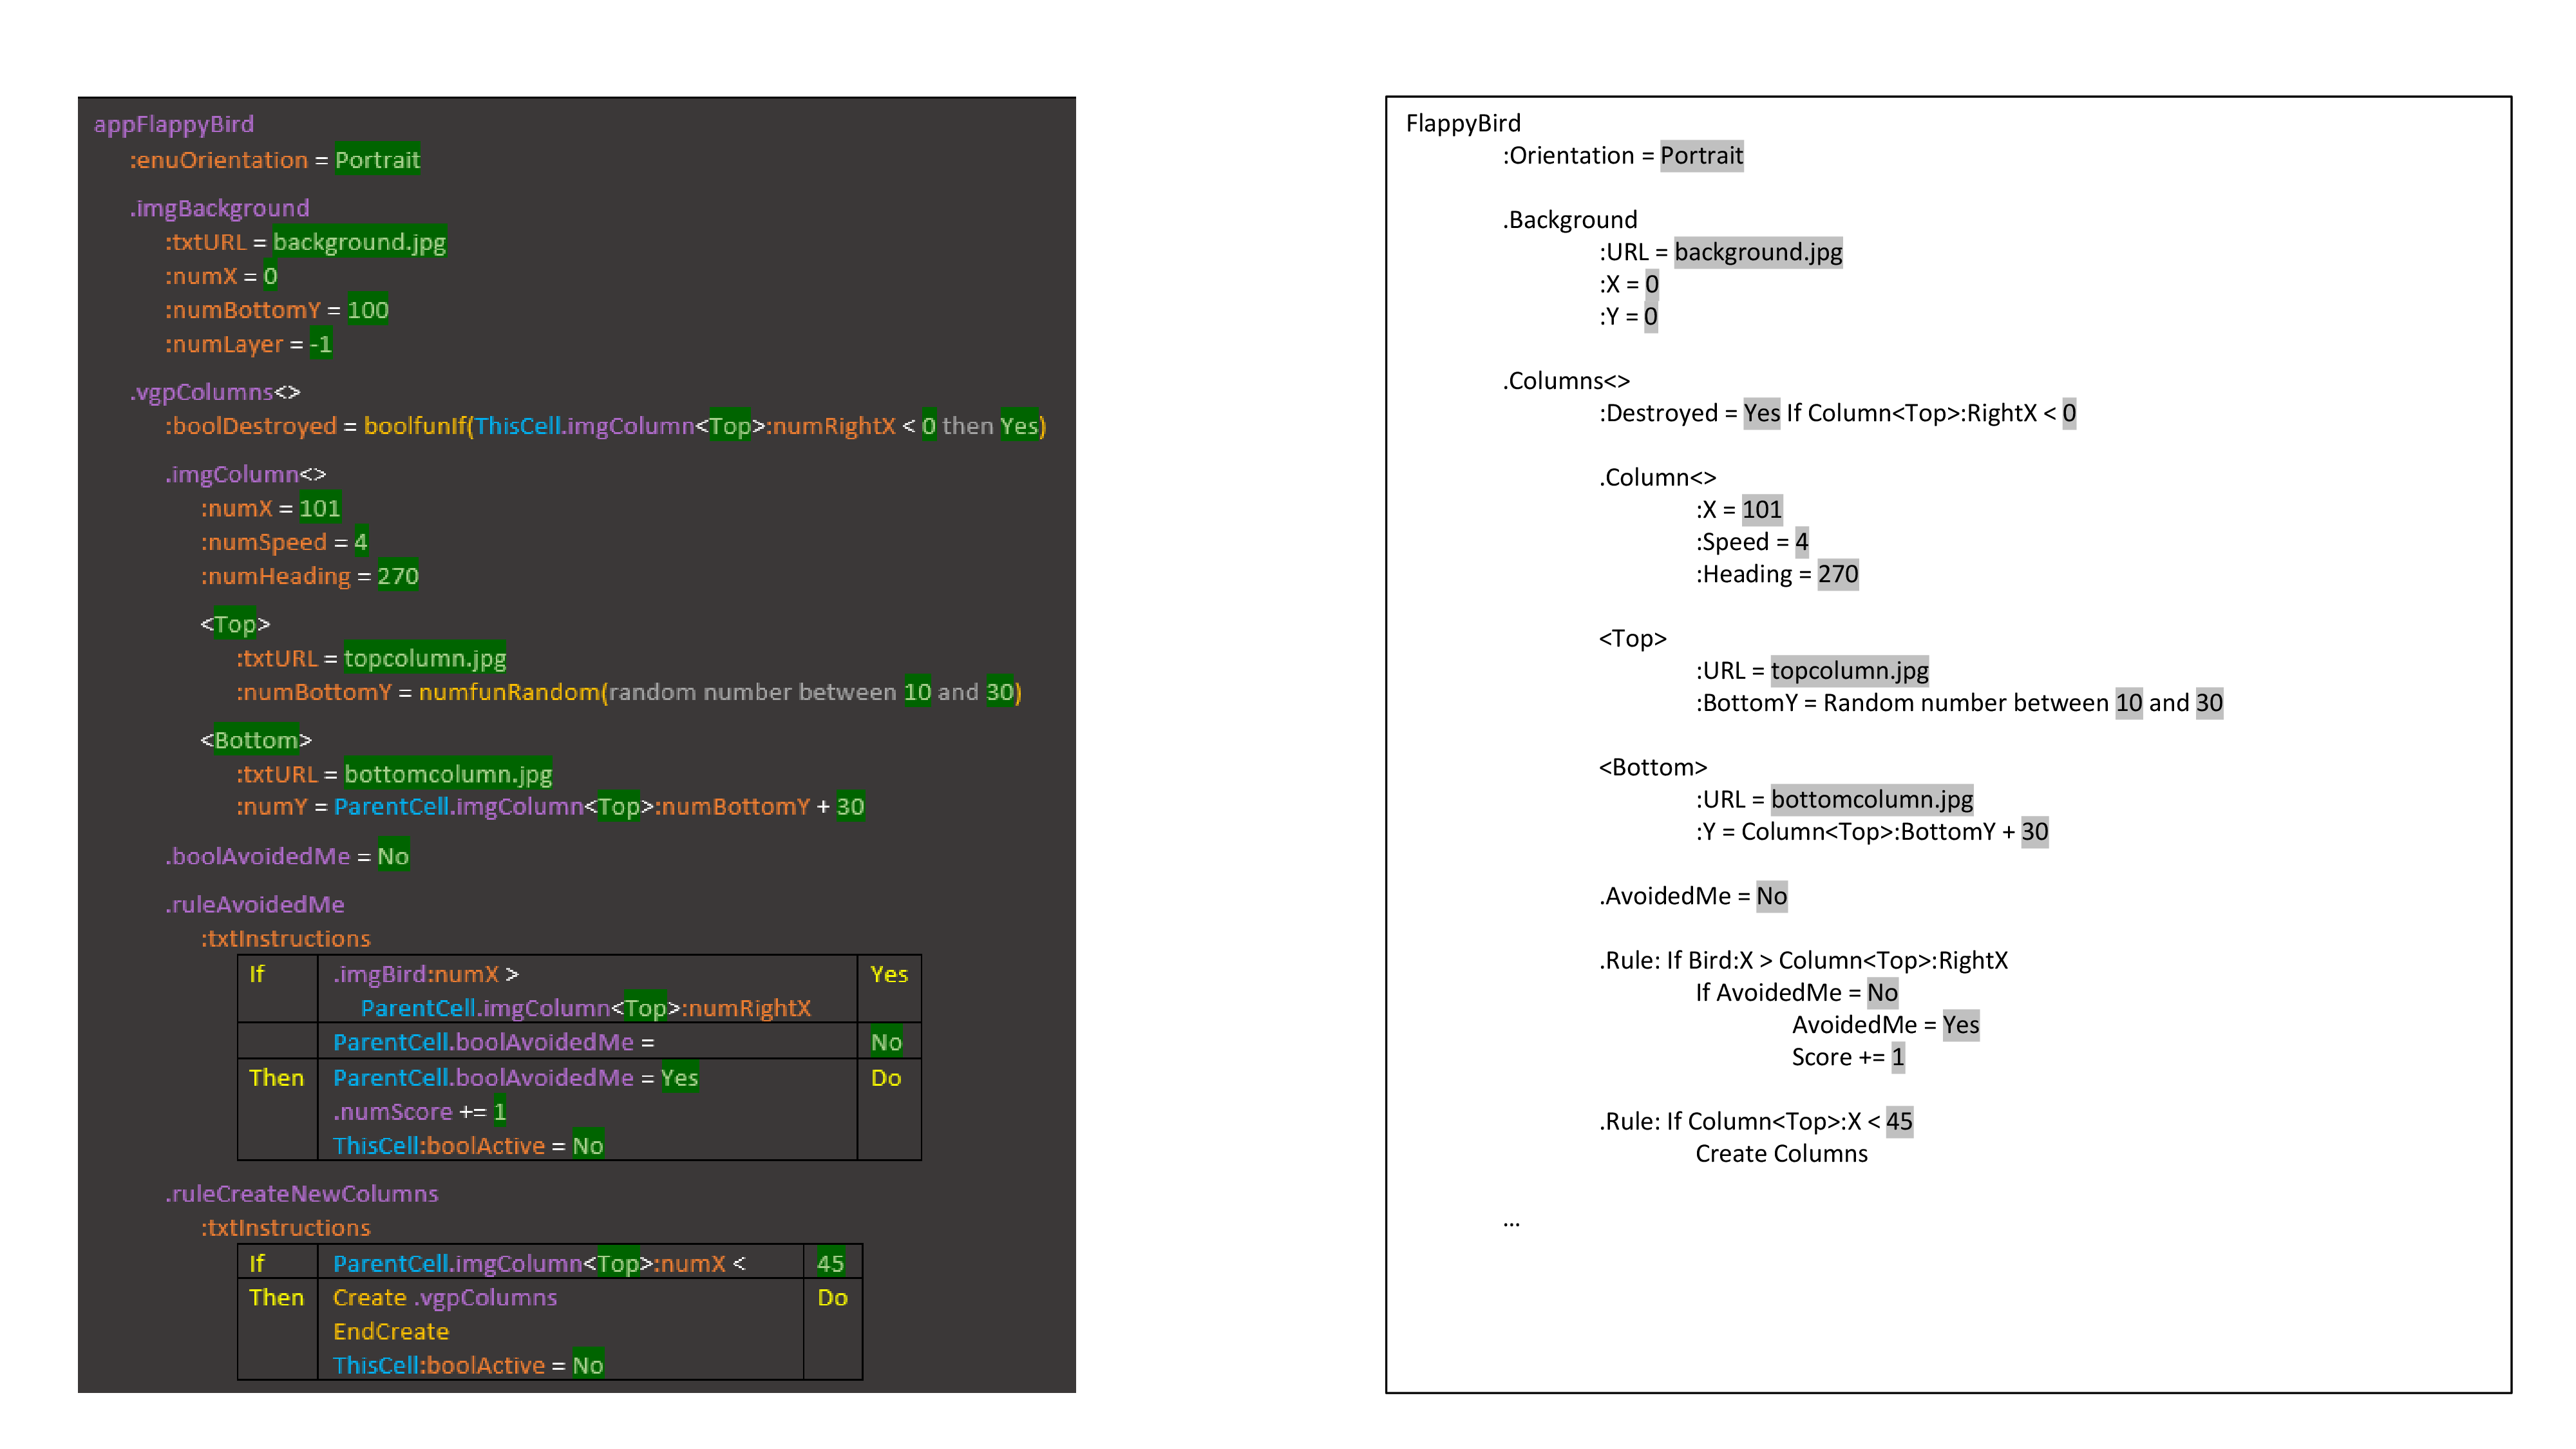 appFlappyBird
:enuOrientation = Portrait
.imgBackground
:txtURL = background.jpg
:numX = 0
:numBottomY = 100
:numLayer = -1
.vgpColumns<>
:boolDestroyed = boolfunIf(ThisCell.imgColumn<Top>:numRightX < 0 then Yes)
.imgColumn<>
:numX = 101
:numSpeed = 4
:numHeading = 270
<Top>
:txtURL = topcolumn.jpg
:numBottomY = numfunRandom(random number between 10 and 30)
<Bottom>
:txtURL = bottomcolumn.jpg
:numY = ParentCell.imgColumn<Top>:numBottomY + 30
.boolAvoidedMe = No
.ruleAvoidedMe
:txtInstructions
If .imgBird:numX > Yes
ParentCell.imgColumn<Top>:numRightX
ParentCell.boolAvoidedMe = No
Then ParentCell.boolAvoidedMe = Yes Do
.numScore += 1
ThisCell:boolActive = No
.ruleCreateNewColumns
:txtInstructions
If ParentCell.imgColumn<Top>:numX < 45
Then Create .vgpColumns Do
EndCreate
ThisCell:boolActive = No
FlappyBird
:Orientation = Portrait
.Background
:URL = background.jpg
:X = 0
:Y = 0
.Columns<>
:Destroyed = Yes If Column<Top>:RightX < 0
.Column<>
:X = 101
:Speed = 4
:Heading = 270
<Top>
:URL = topcolumn.jpg
:BottomY = Random number between 10 and 30
<Bottom>
:URL = bottomcolumn.jpg
:Y = Column<Top>:BottomY + 30
.AvoidedMe = No
.Rule: If Bird:X > Column<Top>:RightX
If AvoidedMe = No
AvoidedMe = Yes
Score += 1
.Rule: If Column<Top>:X < 45
Create Columns
...